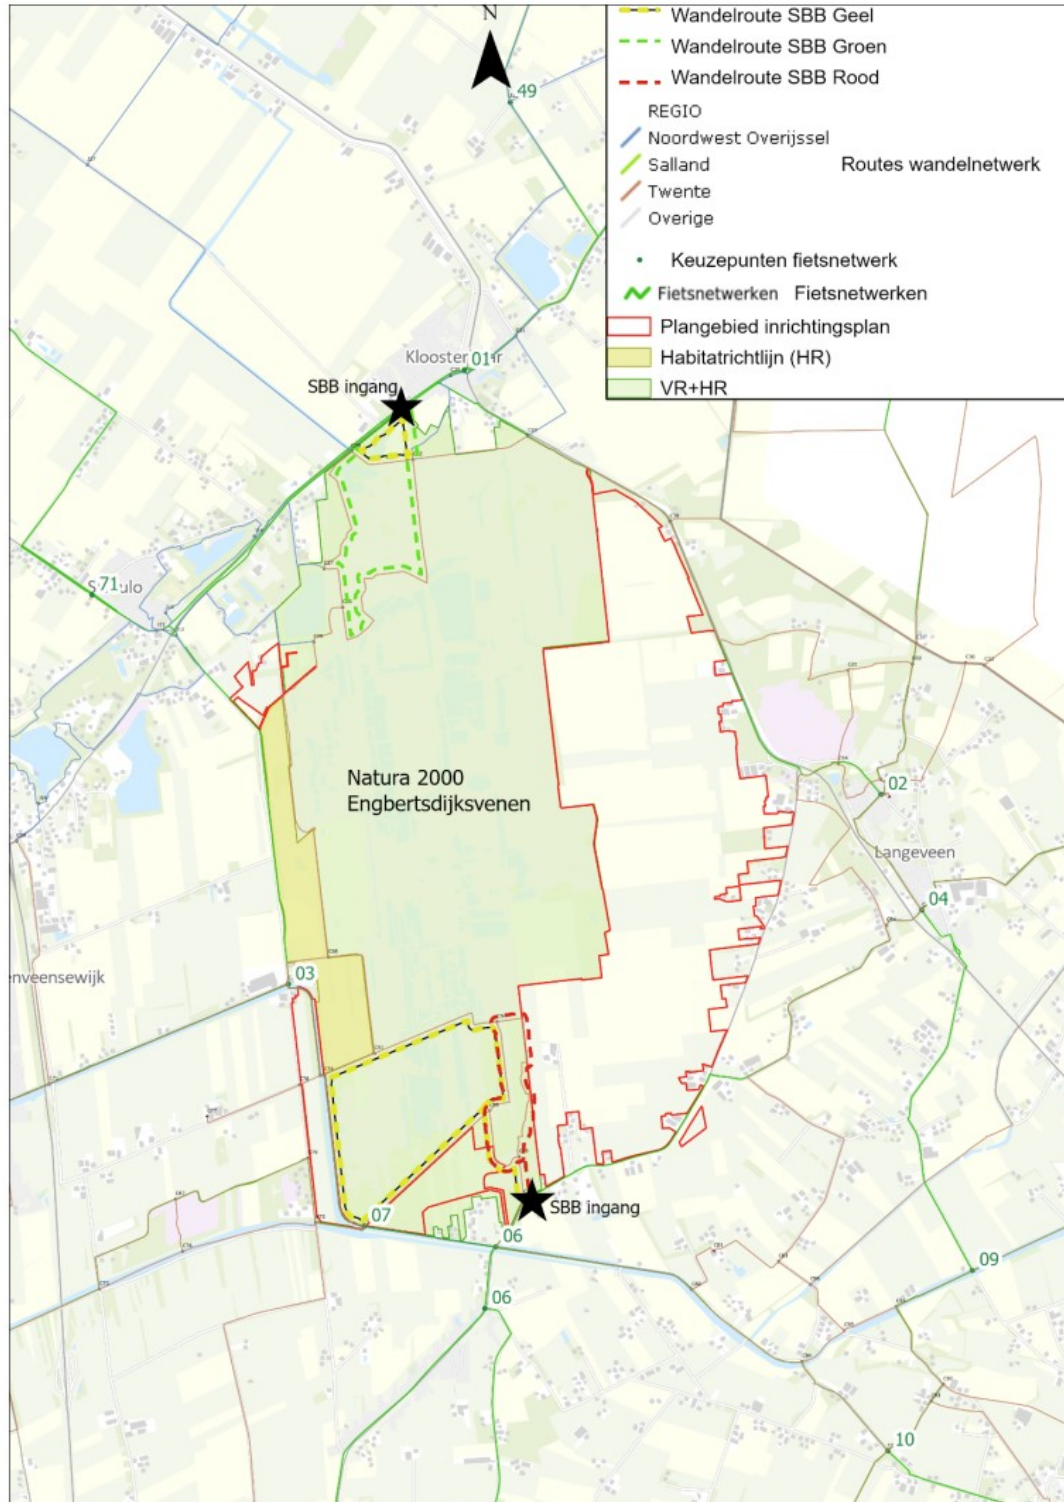 N
Wandelroute SBB Geel
Wandelroute SBB Groen
Wandelroute SBB Rood
REGIO
Noordwest Overijssel
Salland
Routes wandelnetwerk
Twente
Overige
Keuzepunten fietsnetwerk
Fietsnetwerken Fietsnetwerken
Plangebied inrichtingsplan
Habitatrichtlijn (HR)
VR+HR
49
01
SBB ingang
71
Natura 2000
Engbertsdijksvenen
02
Langeveen
04
03
enveensewijk
07
SBB ingang
06
09
06
10